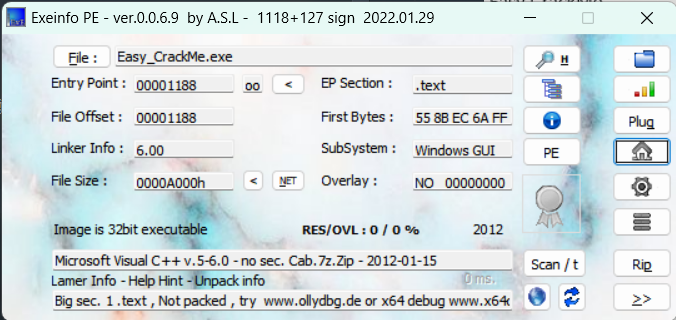 Exeinfo PE - ver.0.0.6.9  by A.S.L -  1118+127 sign  2022.01.29
File : Easy_CrackMe.exe H
Entry Point : 00001188 oo < EP Section : .text
File Offset : 00001188 First Bytes : 55 8B EC 6A FF Plug
Linker Info : 6.00 SubSystem : Windows GUI PE
File Size : 0000A000h < NET Overlay : NO 00000000
Image is 32bit executable RES/OVL : 0 / 0 % 2012
Microsoft Visual C++ v.5-6.0 - no sec. Cab.7z.Zip - 2012-01-15 Scan / t Rip
Lamer Info - Help Hint - Unpack info 0 ms.
Big sec. 1 .text , Not packed , try  www.ollydbg.de or x64 debug www.x64 >>